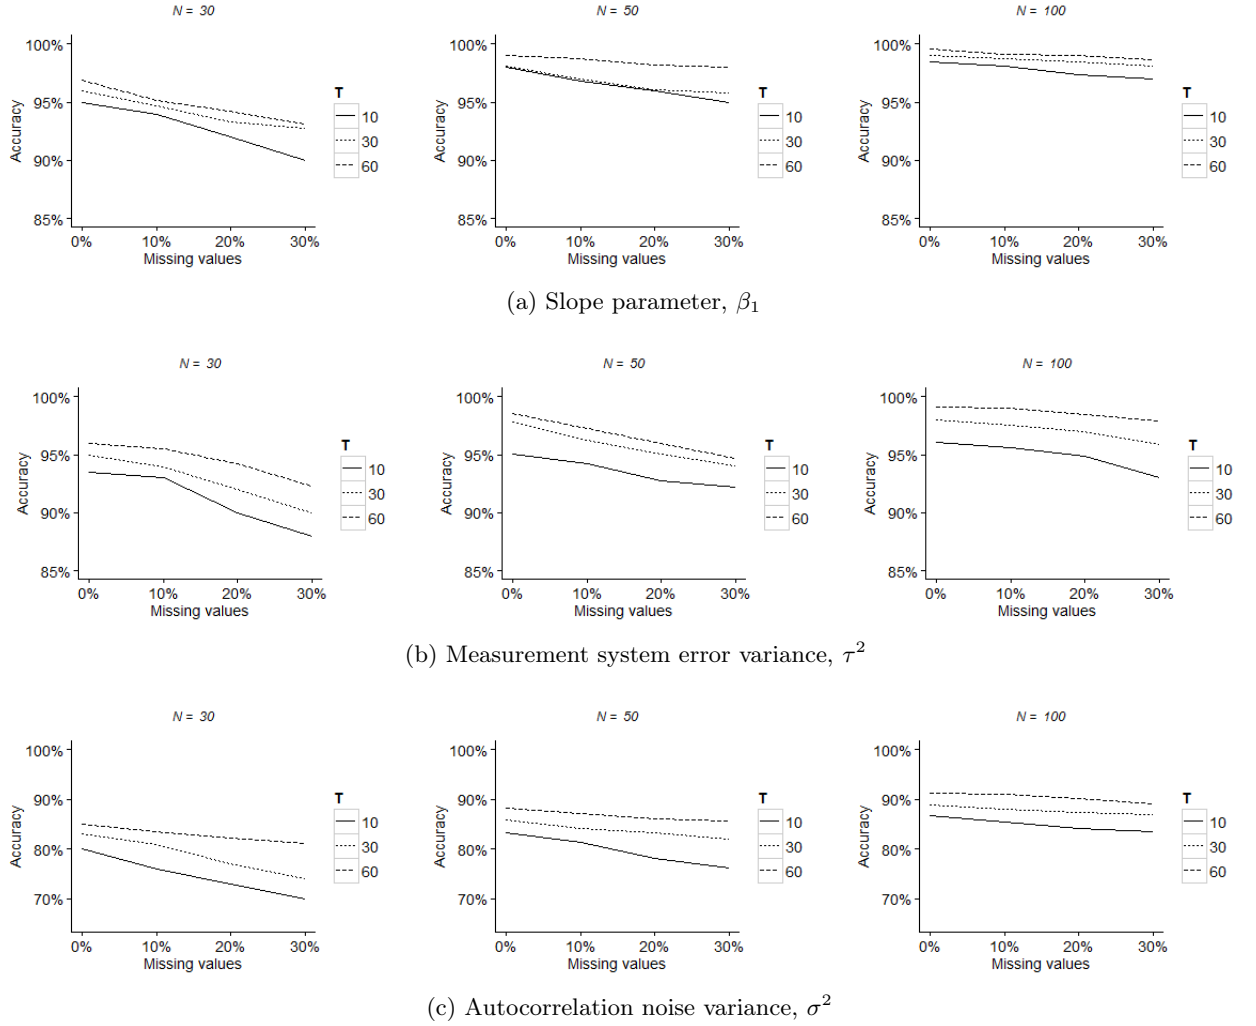 N = 30
N = 50
N = 100
100%
95%
90%
85%
Accuracy
0% 10% 20% 30%
Missing values
T
10
30
60
100%
95%
90%
85%
Accuracy
0% 10% 20% 30%
Missing values
T
10
30
60
100%
95%
90%
85%
Accuracy
0% 10% 20% 30%
Missing values
T
10
30
60
(a) Slope parameter, β₁
N = 30
N = 50
N = 100
100%
95%
90%
85%
Accuracy
0% 10% 20% 30%
Missing values
T
10
30
60
100%
95%
90%
85%
Accuracy
0% 10% 20% 30%
Missing values
T
10
30
60
100%
95%
90%
85%
Accuracy
0% 10% 20% 30%
Missing values
T
10
30
60
(b) Measurement system error variance, τ²
N = 30
N = 50
N = 100
100%
90%
80%
70%
Accuracy
0% 10% 20% 30%
Missing values
T
10
30
60
100%
90%
80%
70%
Accuracy
0% 10% 20% 30%
Missing values
T
10
30
60
100%
90%
80%
70%
Accuracy
0% 10% 20% 30%
Missing values
T
10
30
60
(c) Autocorrelation noise variance, σ²